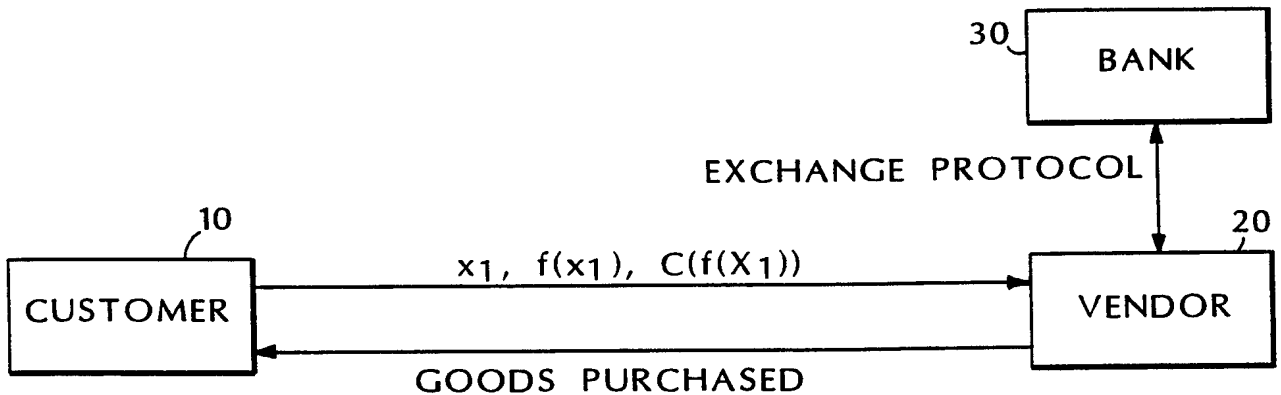 30
BANK
EXCHANGE PROTOCOL
10
20
x1, f(x1), C(f(X1))
CUSTOMER
VENDOR
GOODS PURCHASED